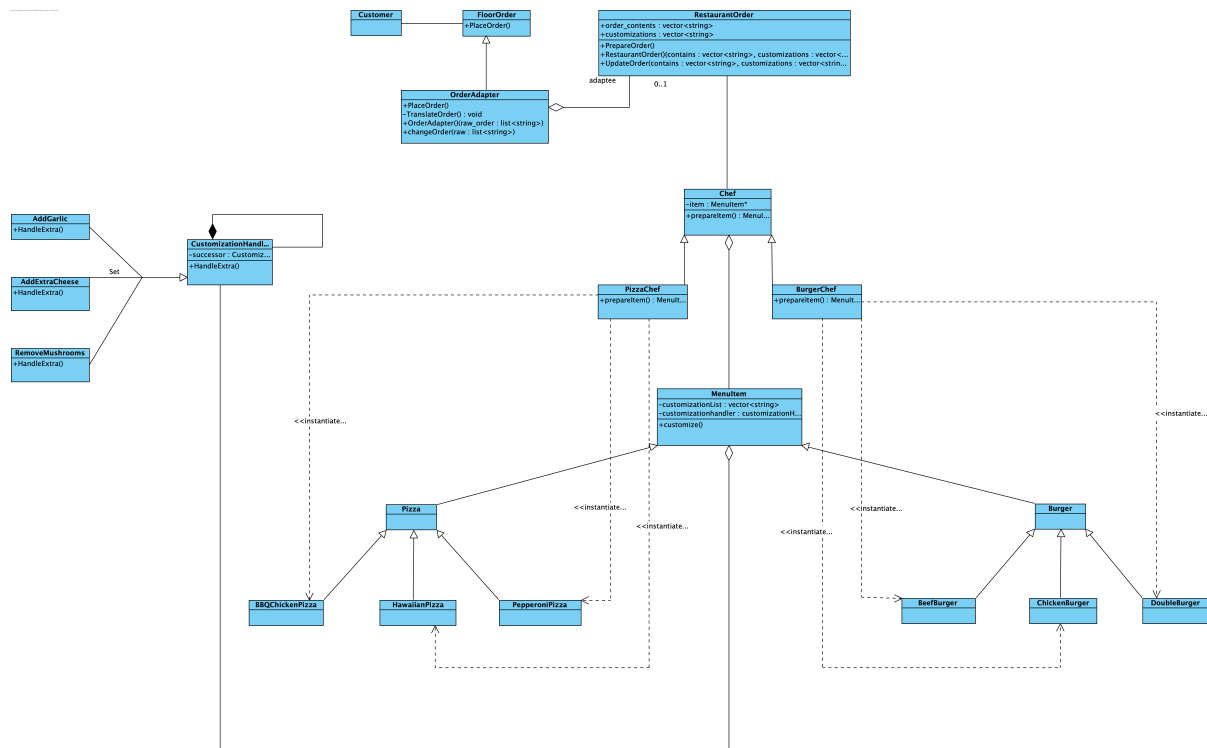 Customer
FloorOrder
+PlaceOrder()
RestaurantOrder
+order_contents : vector<string>
+customizations : vector<string>
+PrepareOrder()
+RestaurantOrder()(contains : vector<string>, customizations : vector<...
+UpdateOrder(contains : vector<string>, customizations : vector<strin...
adaptee
0..1
OrderAdapter
+PlaceOrder()
-TranslateOrder() : void
+OrderAdapter()(raw_order : list<string>)
+changeOrder(raw : list<string>)
Chef
-item : MenuItem*
+prepareItem() : MenuI...
AddGarlic
+HandleExtra()
CustomizationHandl...
-successor : Customiz...
+HandleExtra()
Set
AddExtraCheese
+HandleExtra()
PizzaChef
+prepareItem() : MenuIt...
BurgerChef
+prepareItem() : MenuIt...
RemoveMushrooms
+HandleExtra()
MenuItem
-customizationList : vector<string>
-customizationhandler : customizationH...
+customize()
<<instantiate...
<<instantiate...
Pizza
<<instantiate...
<<instantiate...
Burger
<<instantiate...
<<instantiate...
BBQChickenPizza
HawaiianPizza
PepperoniPizza
BeefBurger
ChickenBurger
DoubleBurger